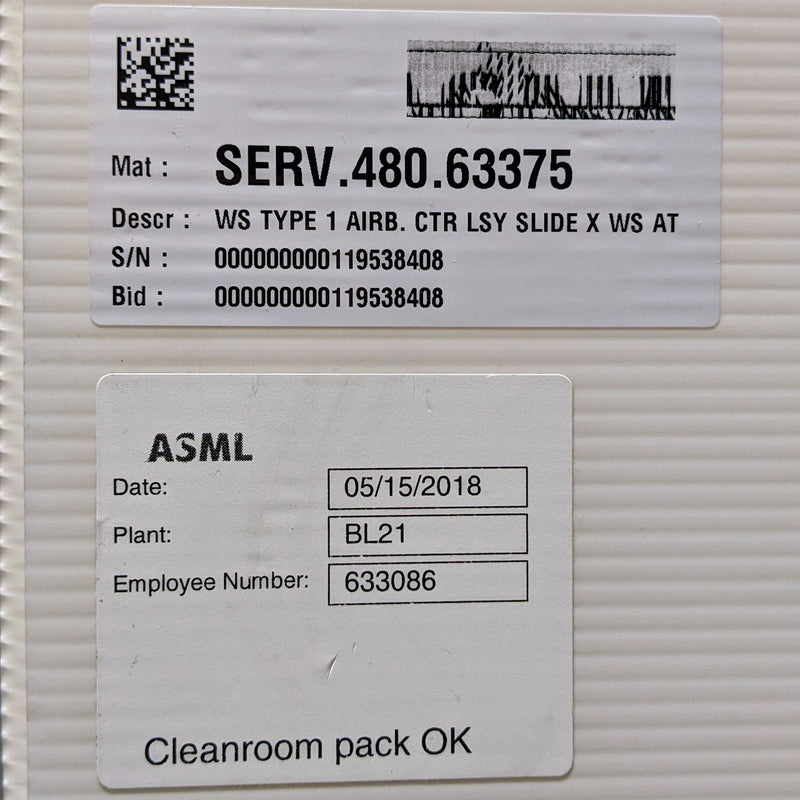 Mat : SERV.480.63375
Descr : WS TYPE 1 AIRB. CTR LSY SLIDE X WS AT
S/N : 000000000119538408
Bid : 000000000119538408
ASML
Date: 05/15/2018
Plant: BL21
Employee Number: 633086
Cleanroom pack OK